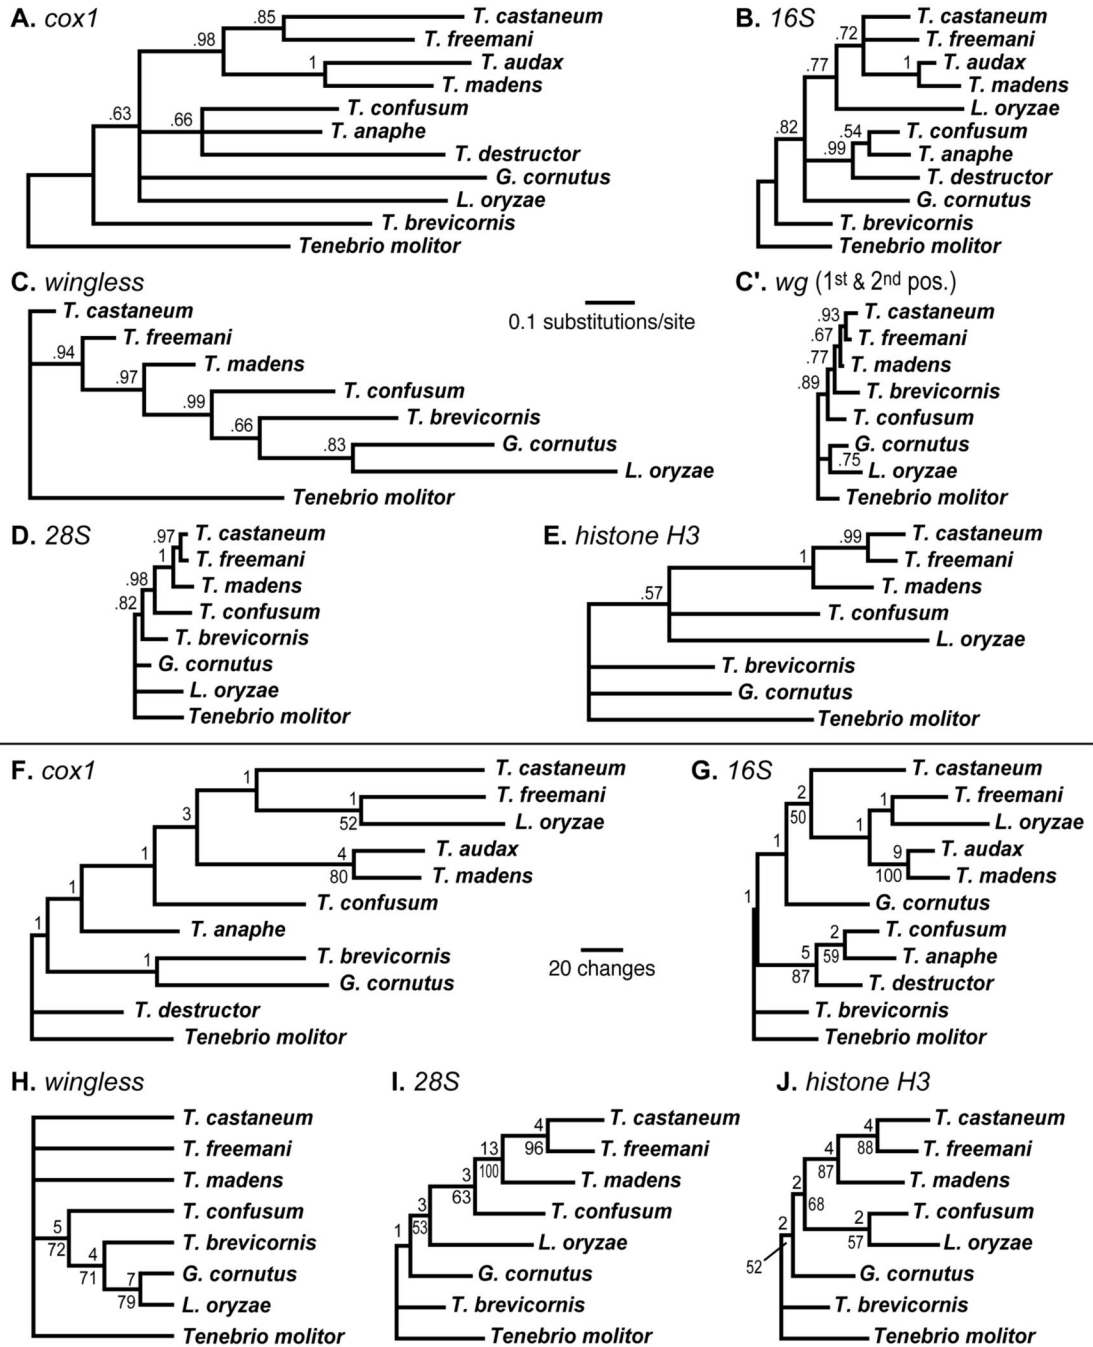 A. cox1
.85
T. castaneum
.98
T. freemani
1
T. audax
T. madens
.63
.66
T. confusum
T. anaphe
T. destructor
G. cornutus
L. oryzae
T. brevicornis
Tenebrio molitor
B. 16S
T. castaneum
.72
T. freemani
1
T. audax
.77
T. madens
L. oryzae
.82
.54
T. confusum
.99
T. anaphe
T. destructor
G. cornutus
T. brevicornis
Tenebrio molitor
C. wingless
T. castaneum
0.1 substitutions/site
.94
T. freemani
.97
T. madens
.99
T. confusum
.66
T. brevicornis
.83
G. cornutus
L. oryzae
Tenebrio molitor
C'. wg (1st & 2nd pos.)
.93
T. castaneum
.67
T. freemani
.77
T. madens
.89
T. brevicornis
T. confusum
G. cornutus
.75
L. oryzae
Tenebrio molitor
D. 28S
.97
T. castaneum
1
T. freemani
.98
T. madens
.82
T. confusum
T. brevicornis
G. cornutus
L. oryzae
Tenebrio molitor
E. histone H3
.99
T. castaneum
1
T. freemani
T. madens
.57
T. confusum
L. oryzae
T. brevicornis
G. cornutus
Tenebrio molitor
F. cox1
1
T. castaneum
1
T. freemani
3
52
L. oryzae
4
T. audax
1
80
T. madens
1
T. confusum
1
T. anaphe
1
T. brevicornis
G. cornutus
T. destructor
Tenebrio molitor
20 changes
G. 16S
T. castaneum
2
50
1
T. freemani
1
L. oryzae
1
9
T. audax
100
T. madens
1
G. cornutus
2
T. confusum
5
59
T. anaphe
87
T. destructor
T. brevicornis
Tenebrio molitor
H. wingless
T. castaneum
T. freemani
T. madens
5
T. confusum
72
4
T. brevicornis
71
7
G. cornutus
79
L. oryzae
Tenebrio molitor
I. 28S
4
T. castaneum
13
96
T. freemani
3
100
T. madens
3
63
T. confusum
1
53
L. oryzae
G. cornutus
T. brevicornis
Tenebrio molitor
J. histone H3
4
T. castaneum
4
88
T. freemani
2
87
T. madens
2
68
2
T. confusum
57
L. oryzae
52
G. cornutus
T. brevicornis
Tenebrio molitor